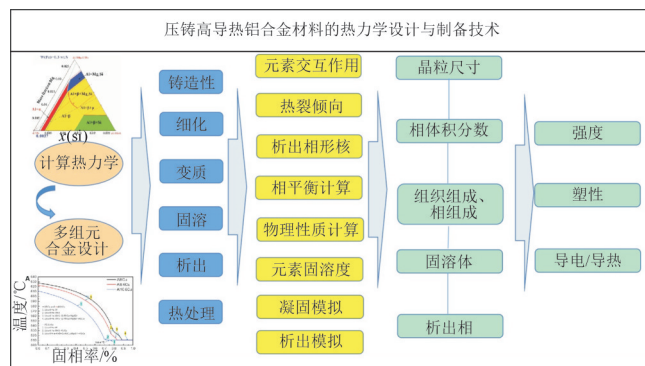 压铸高导热铝合金材料的热力学设计与制备技术
x(si)
计算热力学
多组元
合金设计
A
温度/℃
固相率/%
铸造性
细化
变质
固溶
析出
热处理
元素交互作用
热裂倾向
析出相形核
相平衡计算
物理性质计算
元素固溶度
凝固模拟
析出模拟
晶粒尺寸
相体积分数
组织组成、
相组成
固溶体
析出相
强度
塑性
导电/导热